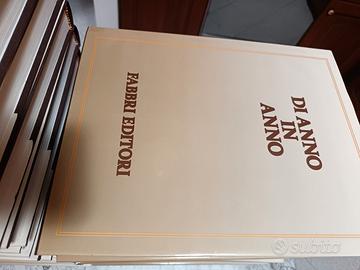 DI ANNO
IN
ANNO
FABBRI EDITORI
subito